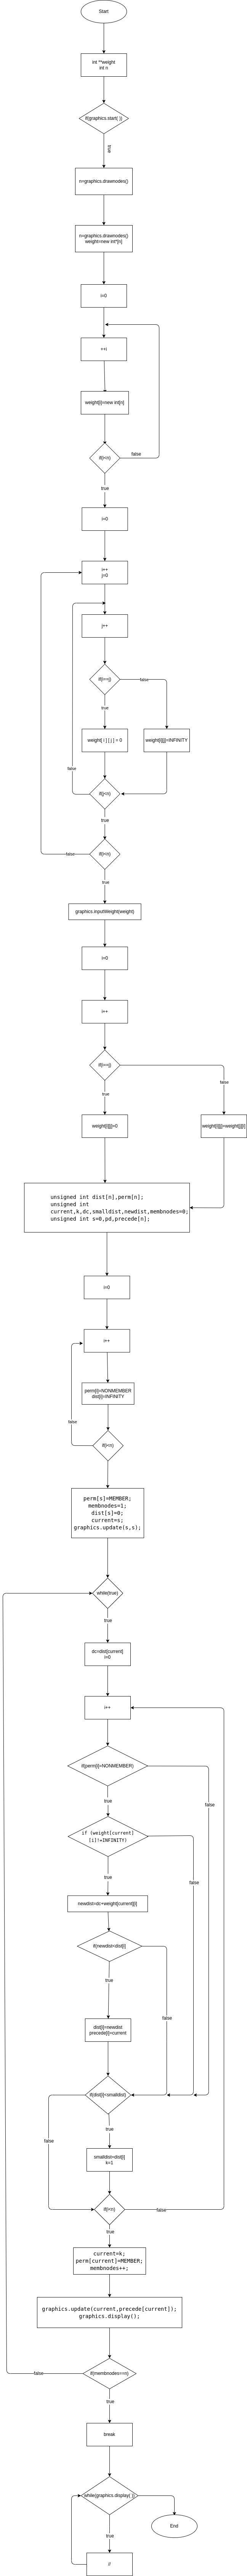 Start
int **weight
int n
if(graphics.start( ))
true
n=graphics.drawnodes()
n=graphics.drawnodes()
weight=new int*[n]
i=0
++i
weight[i]=new int[n]
if(i<n)
false
true
i=0
i++
j=0
j++
if(i==j)
false
true
weight[ i ] [ j ] = 0
weight[i][j]=INFINITY
false
if(j<n)
true
if(i<n)
false
true
graphics.inputWeight(weight)
i=0
i++
if(i==j)
false
true
weight[i][j]=0
weight[i][j]=weight[j][i]
unsigned int dist[n],perm[n];
unsigned int
current,k,dc,smalldist,newdist,membnodes=0;
unsigned int s=0,pd,precede[n];
i=0
i++
perm[i]=NONMEMBER
dist[i]=INFINITY
false
if(i<n)
perm[s]=MEMBER;
membnodes=1;
dist[s]=0;
current=s;
graphics.update(s,s);
while(true)
true
dc=dist[current]
i=0
i++
if(perm[i]=NONMEMBER)
true
false
if (weight[current]
[i]!=INFINITY)
true
false
newdist=dc+weight[current][i]
if(newdist<dist[i]
true
false
dist[i]=newdist
precede[i]=current
if(dist[i]<smalldist)
true
false
smalldist=dist[i]
k=1
if(i<n)
false
true
current=k;
perm[current]=MEMBER;
membnodes++;
graphics.update(current,precede[current]);
graphics.display();
if(membnodes==n)
false
true
break
while(graphics.display( ))
true
End
//